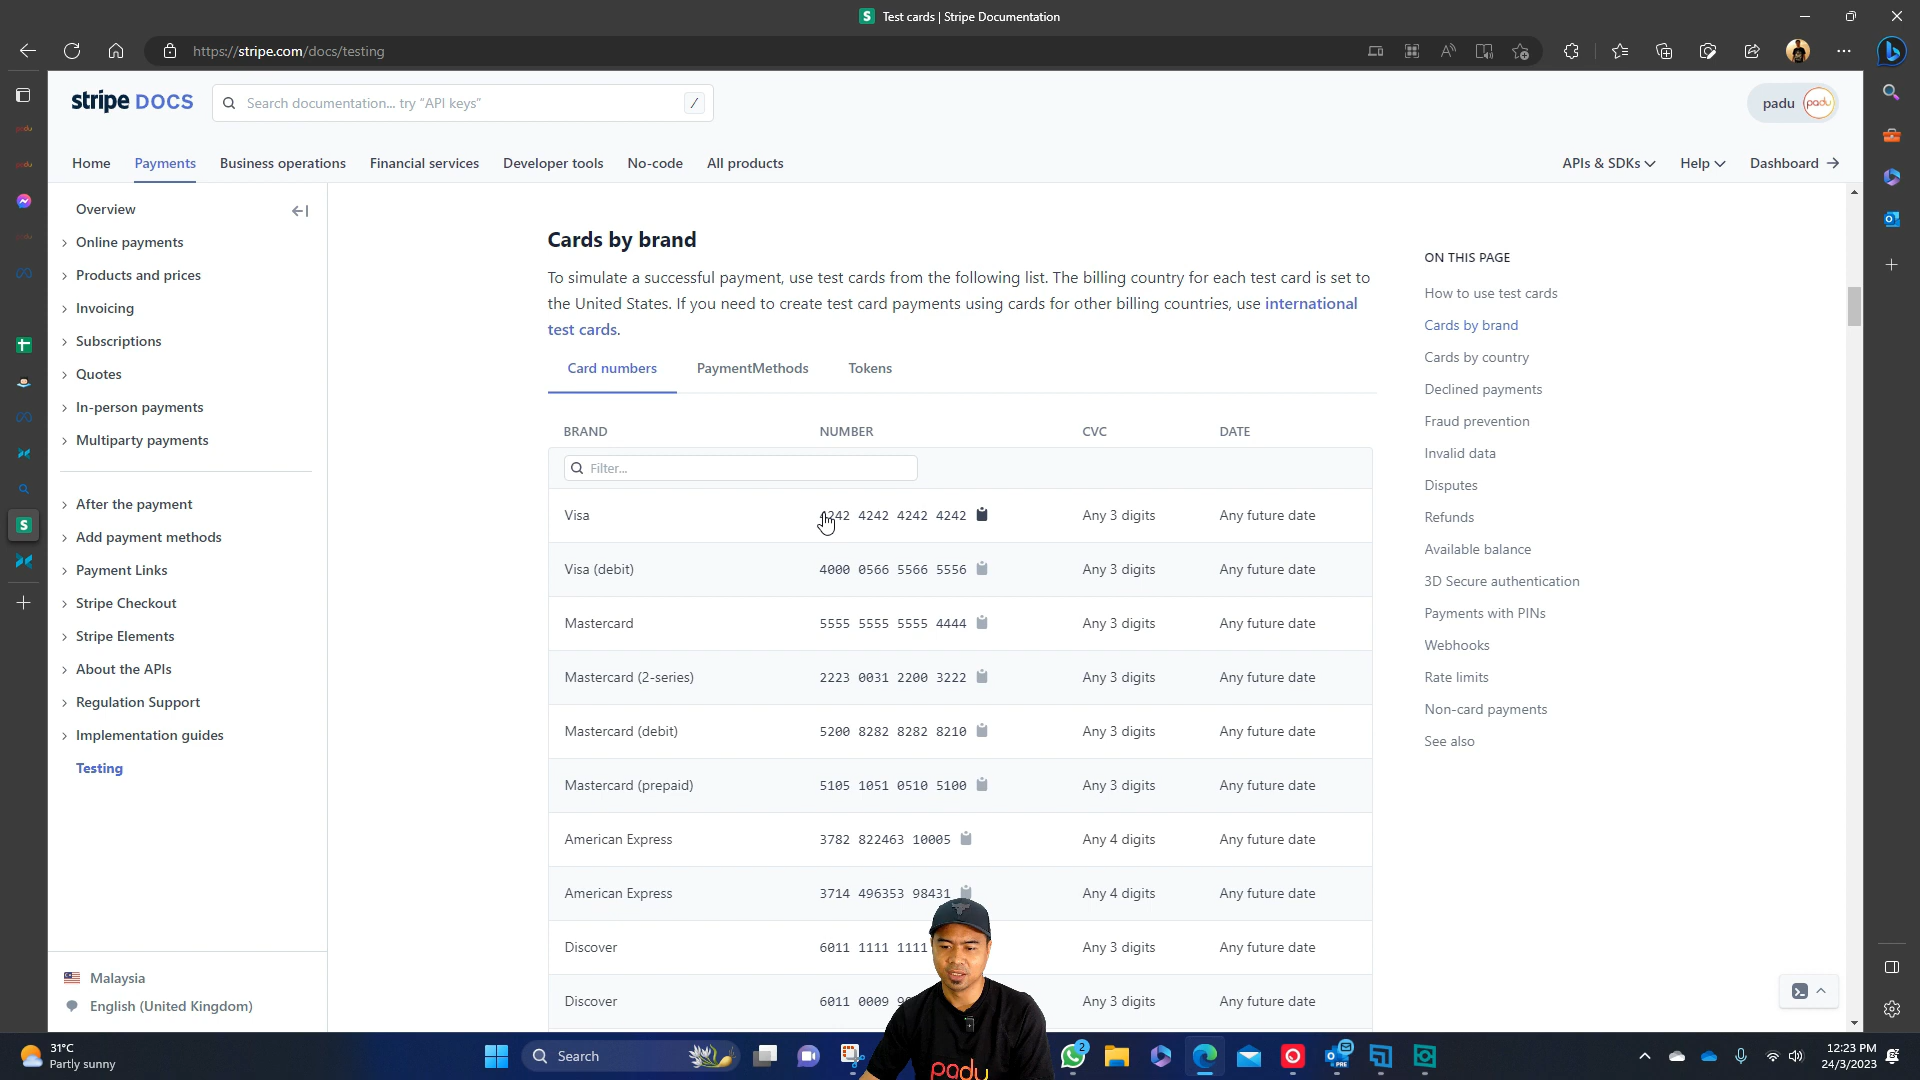 Test cards | Stripe Documentation
https://stripe.com/docs/testing
stripe DOCS
Search documentation... try "API keys"
/
padu
padu
Home
Payments
Business operations
Financial services
Developer tools
No-code
All products
APIs & SDKs
Help
Dashboard →
Overview
Online payments
Products and prices
Invoicing
Subscriptions
Quotes
In-person payments
Multiparty payments
After the payment
Add payment methods
Payment Links
Stripe Checkout
Stripe Elements
About the APIs
Regulation Support
Implementation guides
Testing
Malaysia
English (United Kingdom)
Cards by brand
To simulate a successful payment, use test cards from the following list. The billing country for each test card is set to
the United States. If you need to create test card payments using cards for other billing countries, use international
test cards.
Card numbers
PaymentMethods
Tokens
BRAND NUMBER CVC DATE
Filter...
Visa 4242 4242 4242 4242 Any 3 digits Any future date
Visa (debit) 4000 0566 5566 5556 Any 3 digits Any future date
Mastercard 5555 5555 5555 4444 Any 3 digits Any future date
Mastercard (2-series) 2223 0031 2200 3222 Any 3 digits Any future date
Mastercard (debit) 5200 8282 8282 8210 Any 3 digits Any future date
Mastercard (prepaid) 5105 1051 0510 5100 Any 3 digits Any future date
American Express 3782 822463 10005 Any 4 digits Any future date
American Express 3714 496353 98431 Any 4 digits Any future date
Discover 6011 1111 1111 Any 3 digits Any future date
Discover 6011 0009 Any 3 digits Any future date
ON THIS PAGE
How to use test cards
Cards by brand
Cards by country
Declined payments
Fraud prevention
Invalid data
Disputes
Refunds
Available balance
3D Secure authentication
Payments with PINs
Webhooks
Rate limits
Non-card payments
See also
padu
31°C
Partly sunny
Search
2
PRE
12:23 PM
24/3/2023